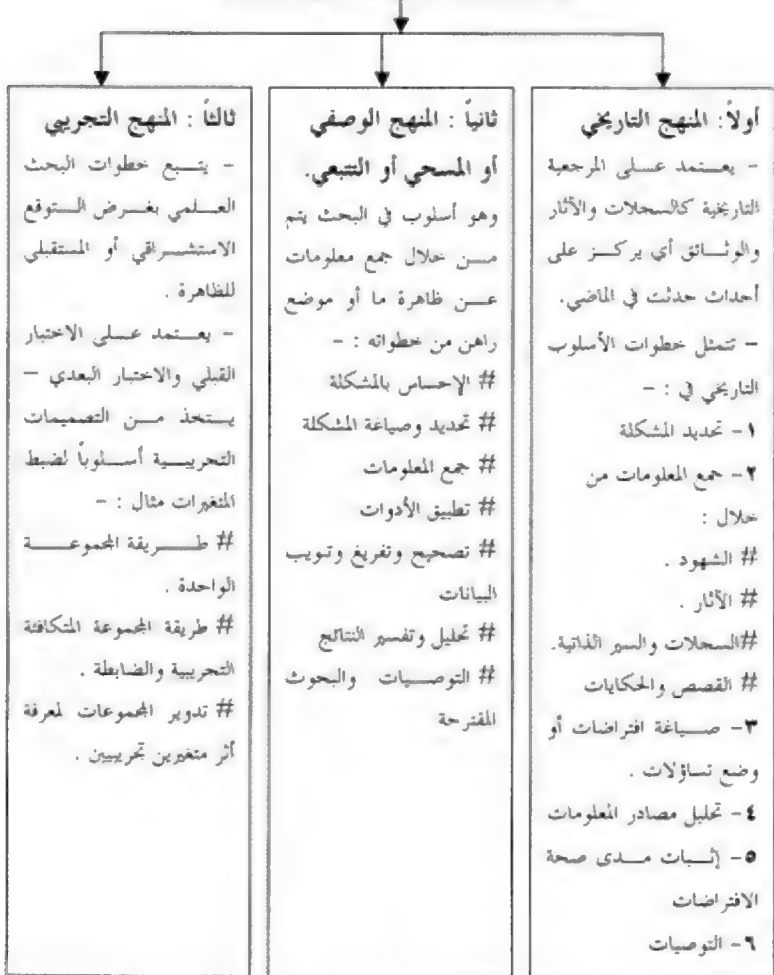 أولاً: المنهج التاريخي
- يعتمد على المرجعية
التاريخية كالسجلات والآثار
والوثائق أي يركز على
أحداث حدثت في الماضي.
- تتمثل خطوات الأسلوب
التاريخي في : -
١- تحديد المشكلة
٢- جمع المعلومات من
خلال :
# الشهود .
# الآثار .
#السجلات والسير الذاتية.
# القصص والحكايات
٣- صياغة افتراضات أو
وضع تساؤلات .
٤- تحليل مصادر المعلومات
٥- إثبات مدى صحة
الافتراضات
٦- التوصيات
ثانياً : المنهج الوصفي
أو المسحي أو التتبعي.
وهو أسلوب في البحث يتم
من خلال جمع معلومات
عن ظاهرة ما أو موضع
راهن من خطواته : -
# الإحساس بالمشكلة
# تحديد وصياغة المشكلة
# جمع المعلومات
# تطبيق الأدوات
# تصحيح وتفريغ وتبويب
البيانات
# تحليل وتفسير النتائج
# التوصيات والبحوث
المقترحة
ثالثاً : المنهج التجريبي
- يتبع خطوات البحث
العلمي بغرض التوقع
الاستشراقي أو المستقبلي
للظاهرة .
- يعتمد على الاختبار
القبلي والاختبار البعدي -
يتخذ من التصميمات
التجريبية أسلوباً لضبط
المتغيرات مثال : -
# طريقة المجموعة
الواحدة .
# طريقة المجموعة المتكافئة
التجريبية والضابطة .
# تدوير المجموعات لمعرفة
أثر متغيرين تجريبيين .